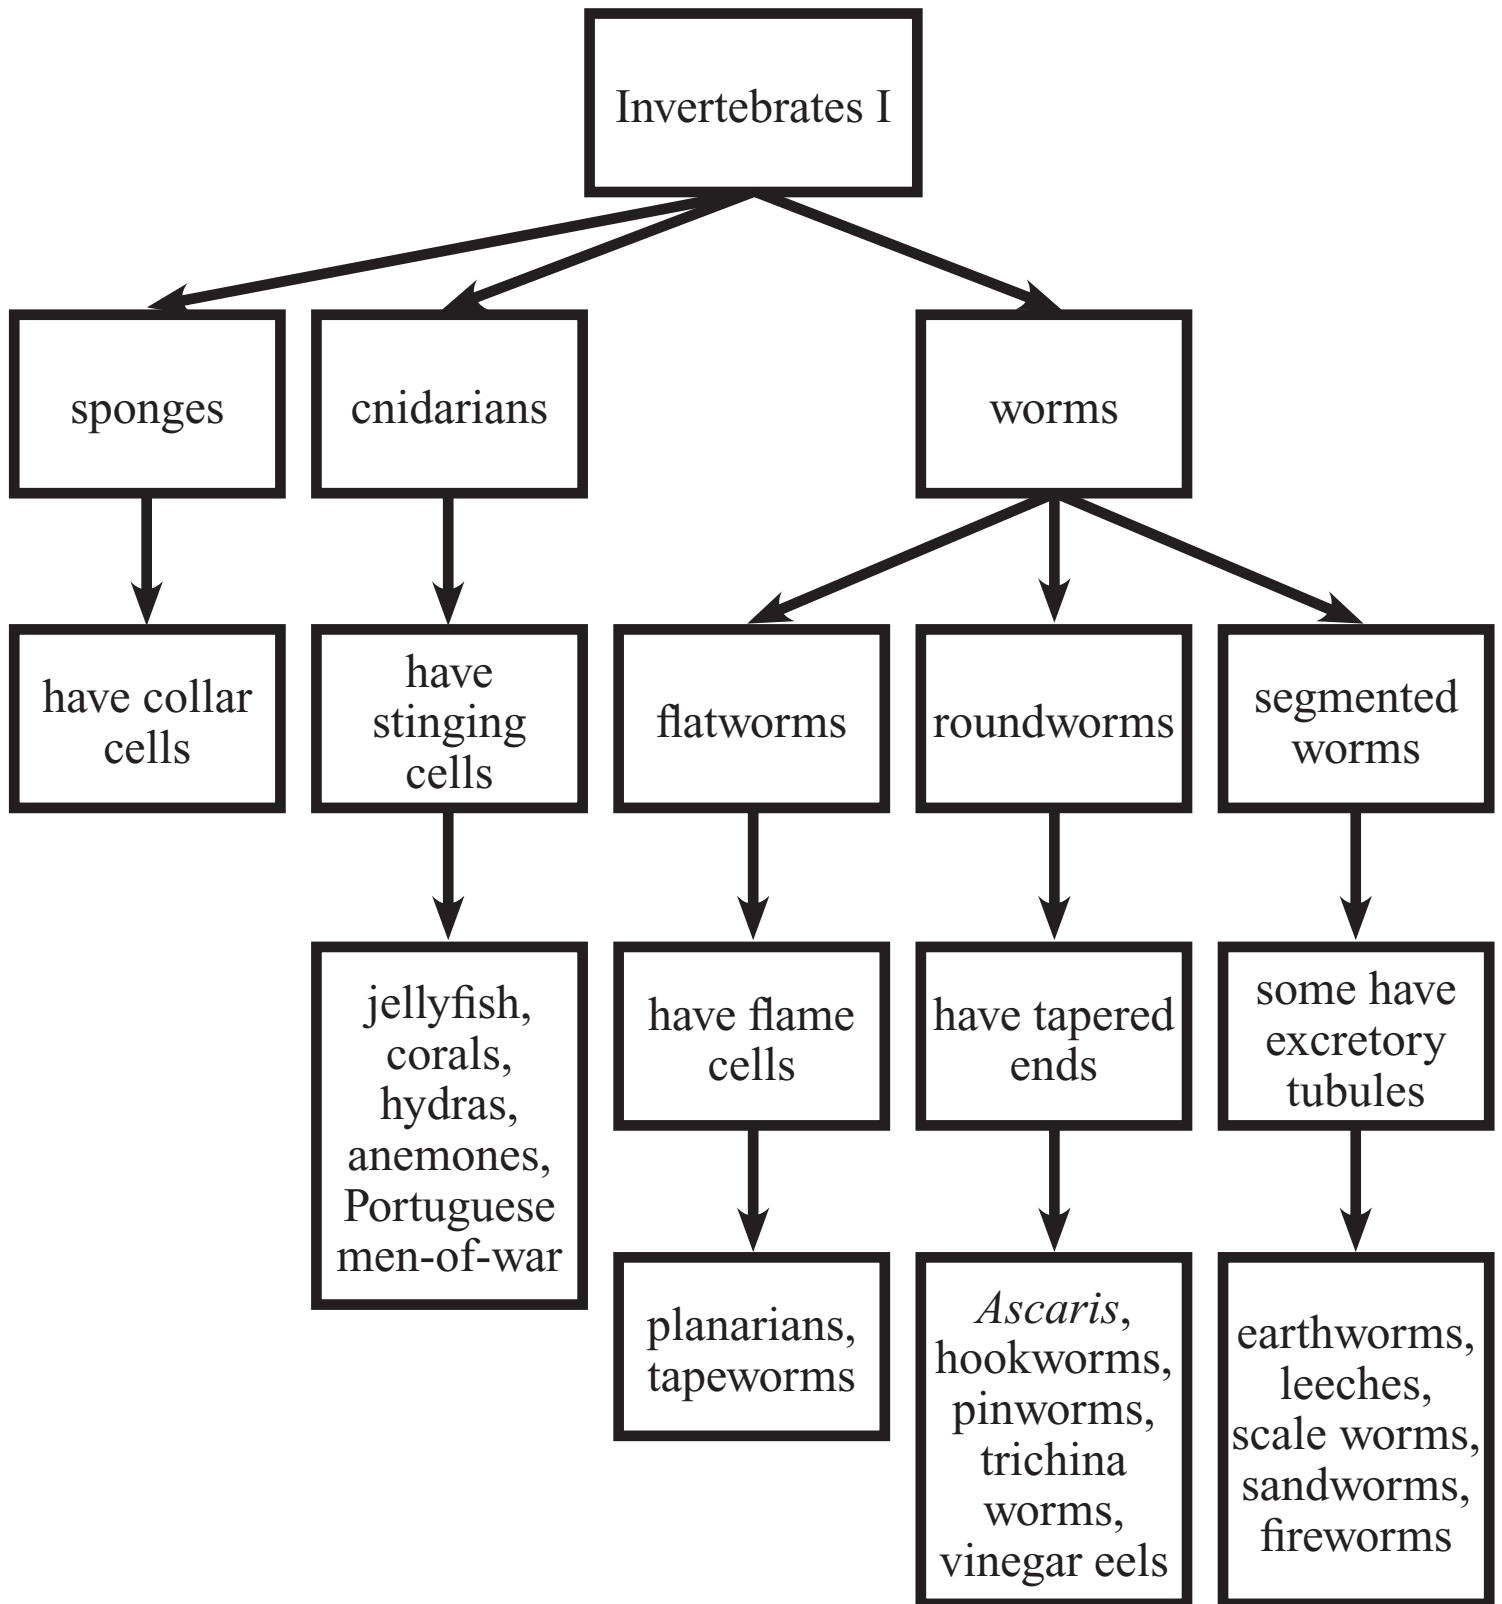 Invertebrates I
sponges
cnidarians
worms
have collar
cells
have
stinging
cells
flatworms
roundworms
segmented
worms
jellyfish,
corals,
hydras,
anemones,
Portuguese
men-of-war
have flame
cells
have tapered
ends
some have
excretory
tubules
planarians,
tapeworms
Ascaris,
hookworms,
pinworms,
trichina
worms,
vinegar eels
earthworms,
leeches,
scale worms,
sandworms,
fireworms